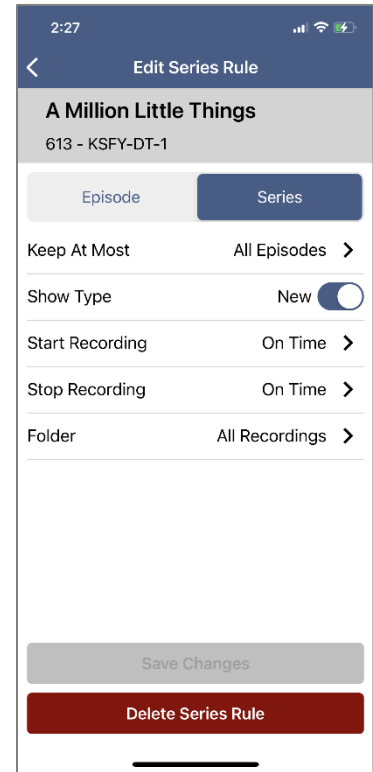 2:27
Edit Series Rule
A Million Little Things
613 - KSFY-DT-1
Episode Series
Keep At Most All Episodes
Show Type New
Start Recording On Time
Stop Recording On Time
Folder All Recordings
Save Changes
Delete Series Rule